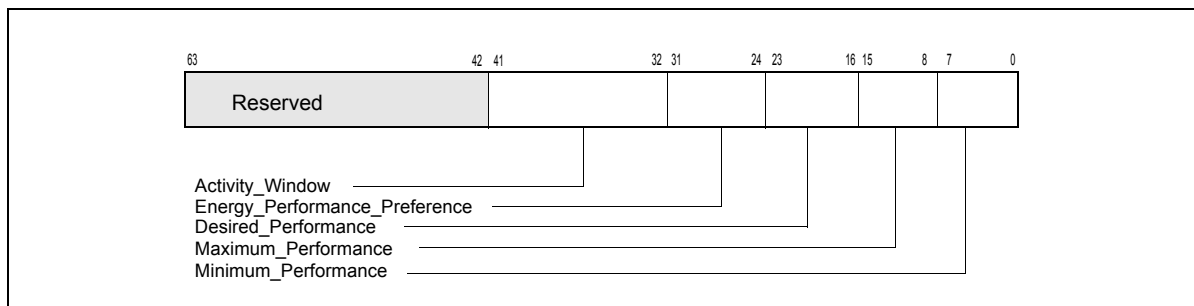 63 42 41 32 31 24 23 16 15 8 7 0
Reserved
Activity_Window
Energy_Performance_Preference
Desired_Performance
Maximum_Performance
Minimum_Performance